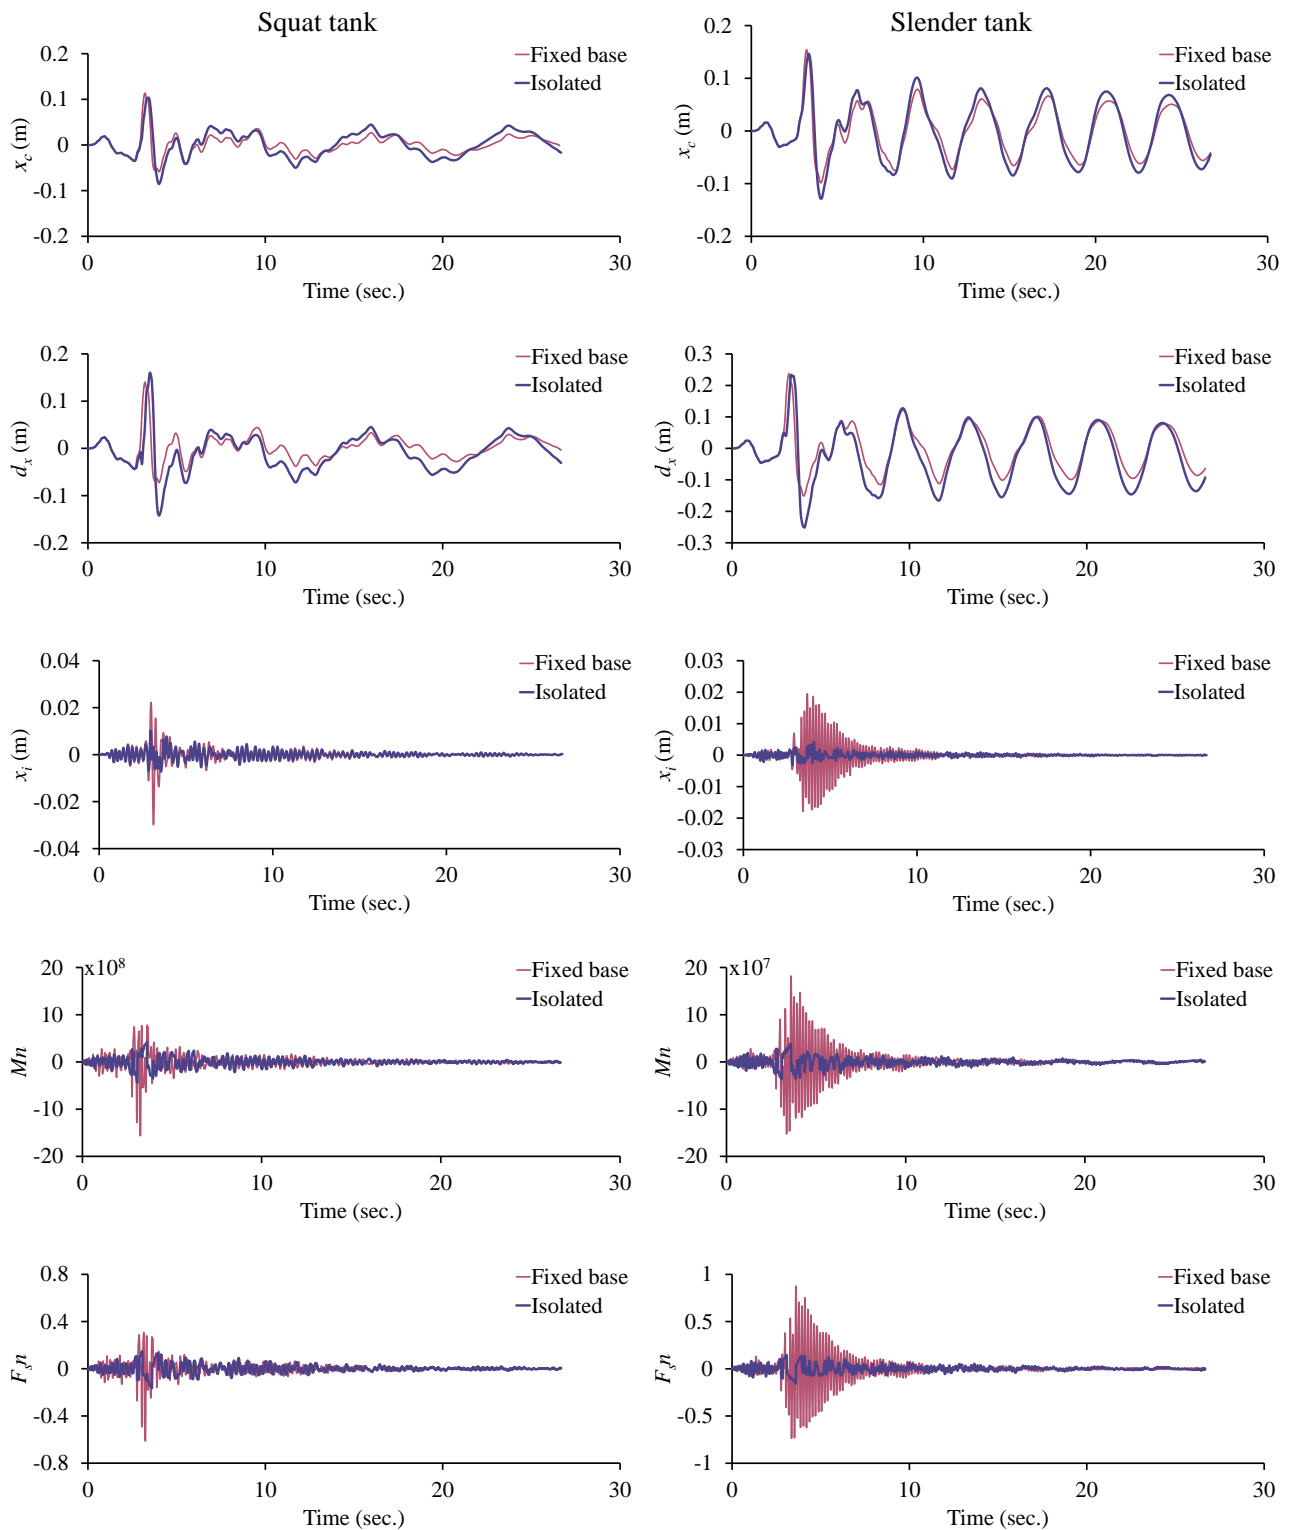 Squat tank
0.2
0.1
0
-0.1
-0.2
x_c (m)
Fixed base
Isolated
0 10 20 30
Time (sec.)
Slender tank
0.2
0.1
0
-0.1
-0.2
x_c (m)
Fixed base
Isolated
0 10 20 30
Time (sec.)
0.2
0.1
0
-0.1
-0.2
d_x (m)
Fixed base
Isolated
0 10 20 30
Time (sec.)
0.3
0.2
0.1
0
-0.1
-0.2
-0.3
d_x (m)
Fixed base
Isolated
0 10 20 30
Time (sec.)
0.04
0.02
0
-0.02
-0.04
x_i (m)
Fixed base
Isolated
0 10 20 30
Time (sec.)
0.03
0.02
0.01
0
-0.01
-0.02
-0.03
x_i (m)
Fixed base
Isolated
0 10 20 30
Time (sec.)
x10⁸
20
10
0
-10
-20
Mn
Fixed base
Isolated
0 10 20 30
Time (sec.)
x10⁷
20
10
0
-10
-20
Mn
Fixed base
Isolated
0 10 20 30
Time (sec.)
0.8
0.4
0
-0.4
-0.8
F_s n
Fixed base
Isolated
0 10 20 30
Time (sec.)
1
0.5
0
-0.5
-1
F_s n
Fixed base
Isolated
0 10 20 30
Time (sec.)